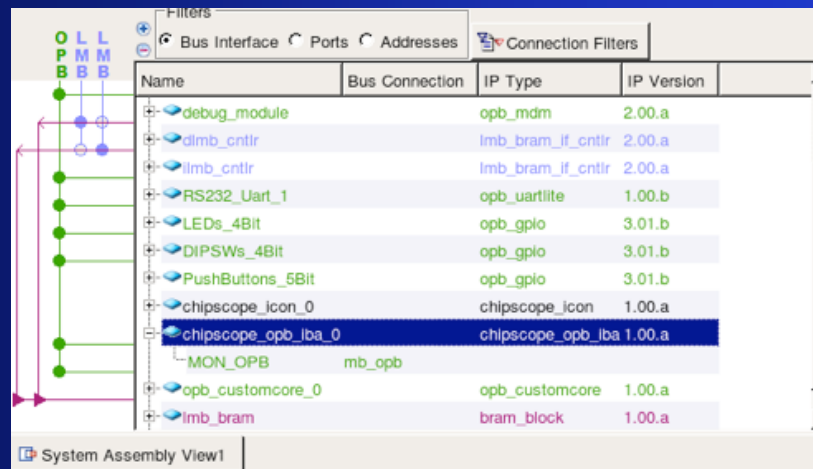 Filters
Bus Interface Ports Addresses Connection Filters
OPB LMB LMB
Name Bus Connection IP Type IP Version
debug_module opb_mdm 2.00.a
dlmb_cntlr lmb_bram_if_cntlr 2.00.a
ilmb_cntlr lmb_bram_if_cntlr 2.00.a
RS232_Uart_1 opb_uartlite 1.00.b
LEDs_4Bit opb_gpio 3.01.b
DIPSWs_4Bit opb_gpio 3.01.b
PushButtons_5Bit opb_gpio 3.01.b
chipscope_icon_0 chipscope_icon 1.00.a
chipscope_opb_iba_0 chipscope_opb_iba 1.00.a
MON_OPB mb_opb
opb_customcore_0 opb_customcore 1.00.a
lmb_bram bram_block 1.00.a
System Assembly View1